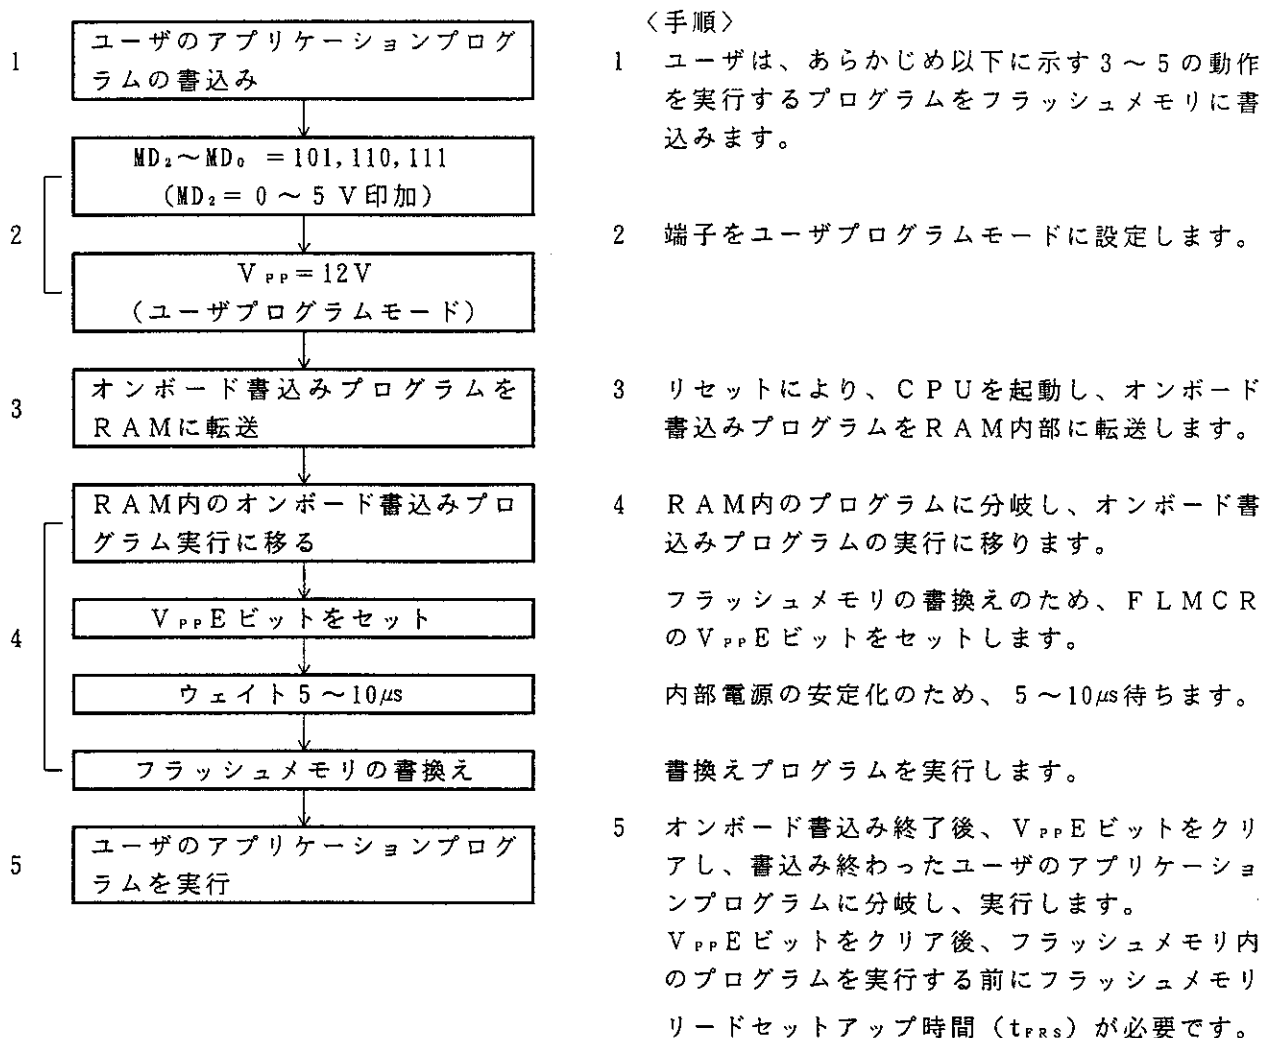 1
ユーザのアプリケーションプログ
ラムの書込み
MD₂～MD₀ ＝101,110,111
（MD₂＝ 0 ～ 5 V印加）
2
V PP＝12V
（ユーザプログラムモード）
3
オンボード書込みプログラムを
RAMに転送
4
RAM内のオンボード書込みプロ
グラム実行に移る
V PPEビットをセット
ウェイト5～10μs
フラッシュメモリの書換え
5
ユーザのアプリケーションプログ
ラムを実行
〈手順〉
1 ユーザは、あらかじめ以下に示す3～5の動作
を実行するプログラムをフラッシュメモリに書
込みます。
2 端子をユーザプログラムモードに設定します。
3 リセットにより、CPUを起動し、オンボード
書込みプログラムをRAM内部に転送します。
4 RAM内のプログラムに分岐し、オンボード書
込みプログラムの実行に移ります。
フラッシュメモリの書換えのため、FLMCR
のV PPEビットをセットします。
内部電源の安定化のため、5～10μs待ちます。
書換えプログラムを実行します。
5 オンボード書込み終了後、V PPEビットをクリ
アし、書込み終わったユーザのアプリケーショ
ンプログラムに分岐し、実行します。
V PPEビットをクリア後、フラッシュメモリ内
のプログラムを実行する前にフラッシュメモリ
リードセットアップ時間（t FRS）が必要です。